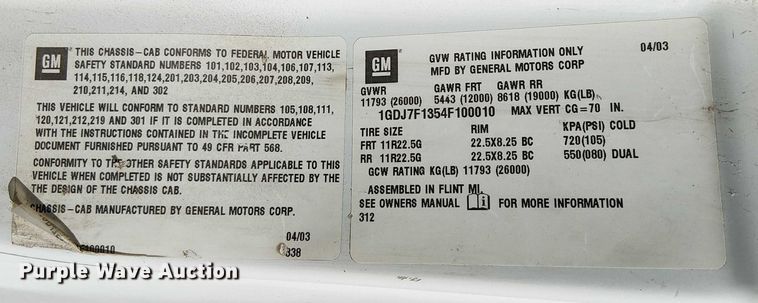 GM
THIS CHASSIS-CAB CONFORMS TO FEDERAL MOTOR VEHICLE
SAFETY STANDARD NUMBERS 101,102,103,104,106,107,113,
114,115,116,118,124,201,203,204,205,206,207,208,209,
210,211,214, AND 302
THIS VEHICLE WILL CONFORM TO STANDARD NUMBERS 105,108,111,
120,121,212,219 AND 301 IF IT IS COMPLETED IN ACCORDANCE
WITH THE INSTRUCTIONS CONTAINED IN THE INCOMPLETE VEHICLE
DOCUMENT FURNISHED PURSUANT TO 49 CFR PART 568.
CONFORMITY TO THE OTHER SAFETY STANDARDS APPLICABLE TO THIS
VEHICLE WHEN COMPLETED IS NOT SUBSTANTIALLY AFFECTED BY THE
THE DESIGN OF THE CHASSIS CAB.
CHASSIS-CAB MANUFACTURED BY GENERAL MOTORS CORP.
04/03
F100010
338
GM
GVW RATING INFORMATION ONLY 04/03
MFD BY GENERAL MOTORS CORP
GVWR GAWR FRT GAWR RR
11793 (26000) 5443 (12000) 8618 (19000) KG(LB)
1GDJ7F1354F100010 MAX VERT CG=70 IN.
TIRE SIZE RIM KPA(PSI) COLD
FRT 11R22.5G 22.5X8.25 BC 720(105)
RR 11R22.5G 22.5X8.25 BC 550(080) DUAL
GCW RATING KG(LB) 11793 (26000)
ASSEMBLED IN FLINT MI.
SEE OWNERS MANUAL i FOR MORE INFORMATION
312
Purple Wave Auction